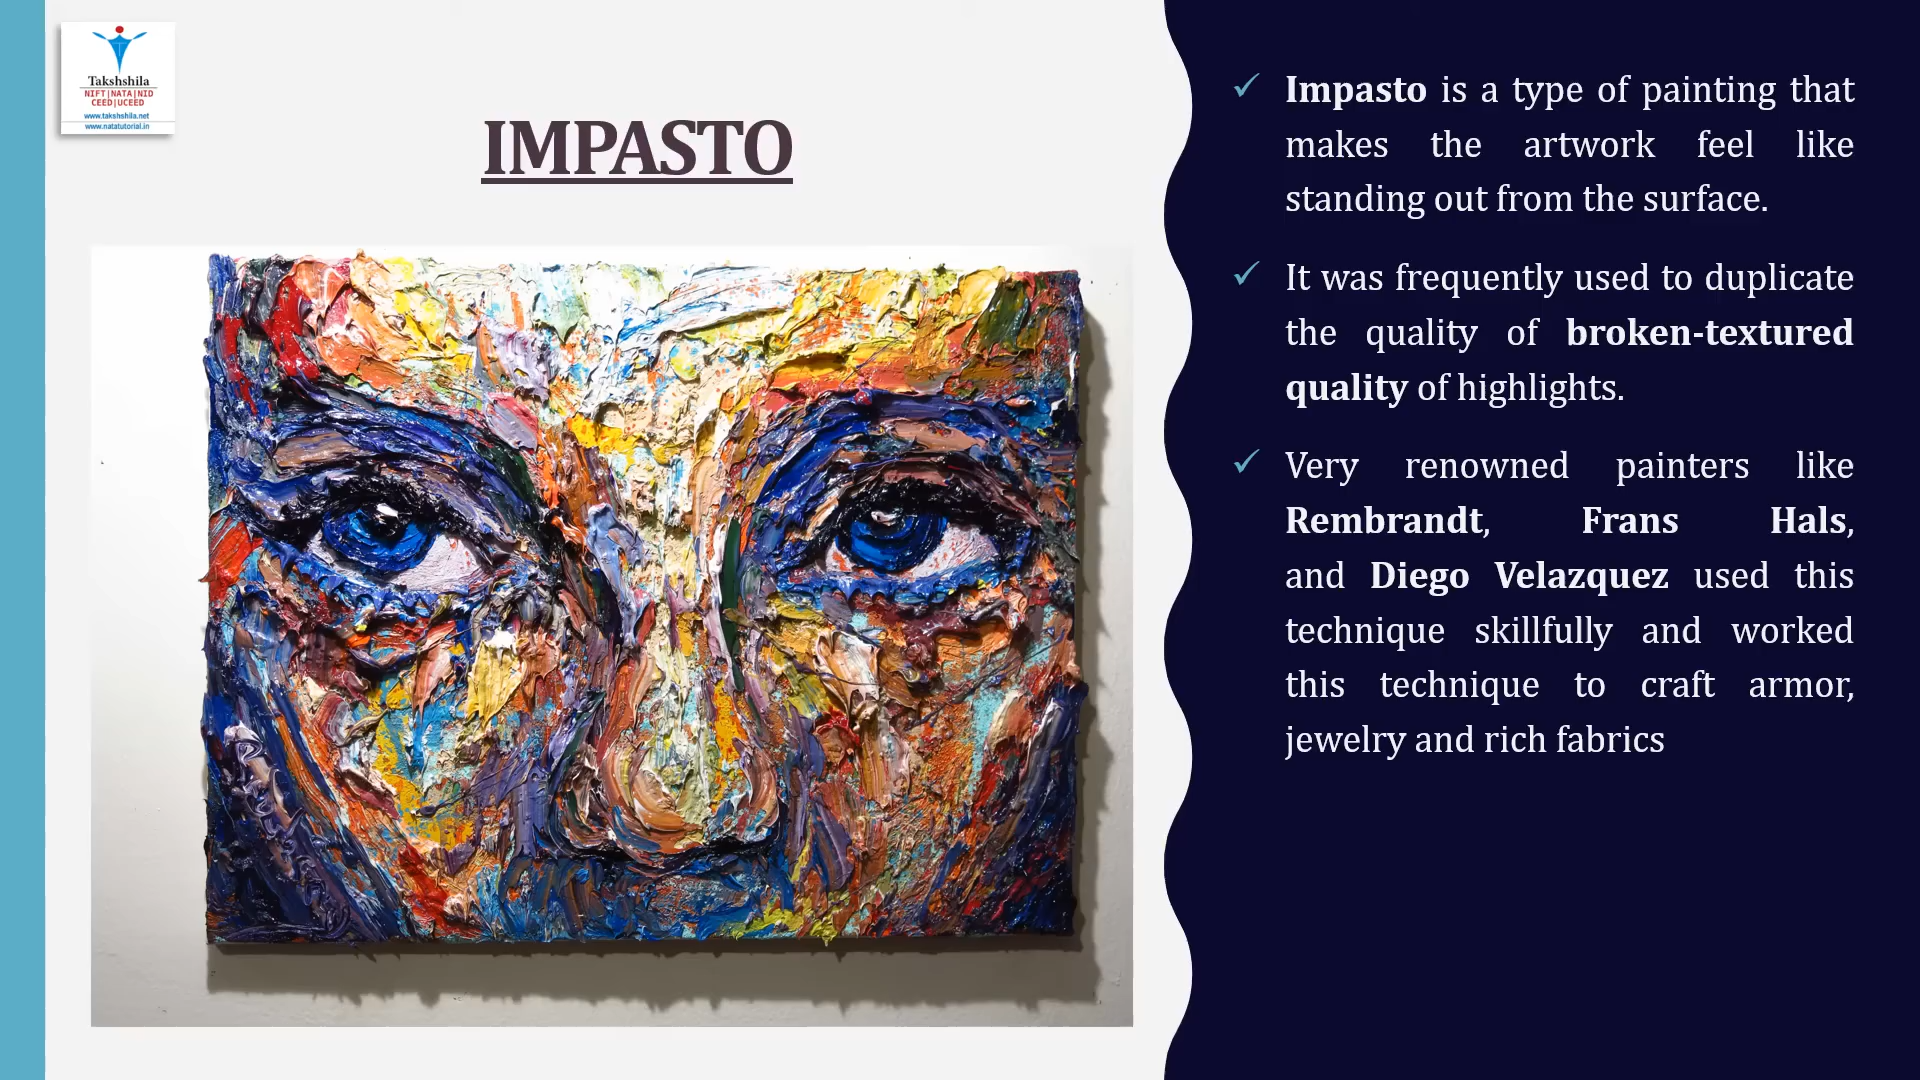 Takshshila
NIFT|NATA|NID
CEED|UCEED
www.takshshila.net
www.natatutorial.in
IMPASTO
✓ Impasto is a type of painting that
makes the artwork feel like
standing out from the surface.
✓ It was frequently used to duplicate
the quality of broken-textured
quality of highlights.
✓ Very renowned painters like
Rembrandt, Frans Hals,
and Diego Velazquez used this
technique skillfully and worked
this technique to craft armor,
jewelry and rich fabrics